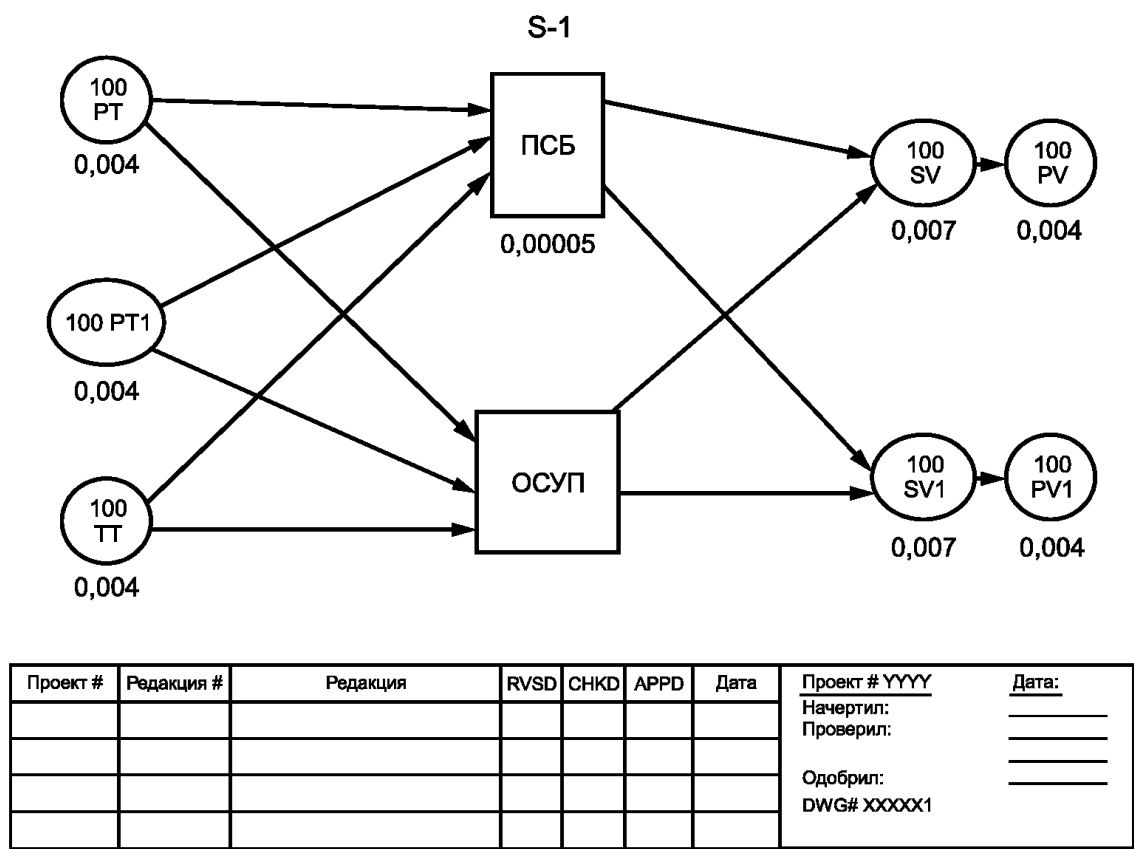 S-1
100
PT
0,004
100 PT1
0,004
100
TT
0,004
ПСБ
0,00005
ОСУП
100
SV
0,007
100
PV
0,004
100
SV1
0,007
100
PV1
0,004
Проект # Редакция # Редакция RVSD CHKD APPD Дата
Проект # YYYY Дата:
Начертил:
Проверил:
Одобрил:
DWG# XXXXX1